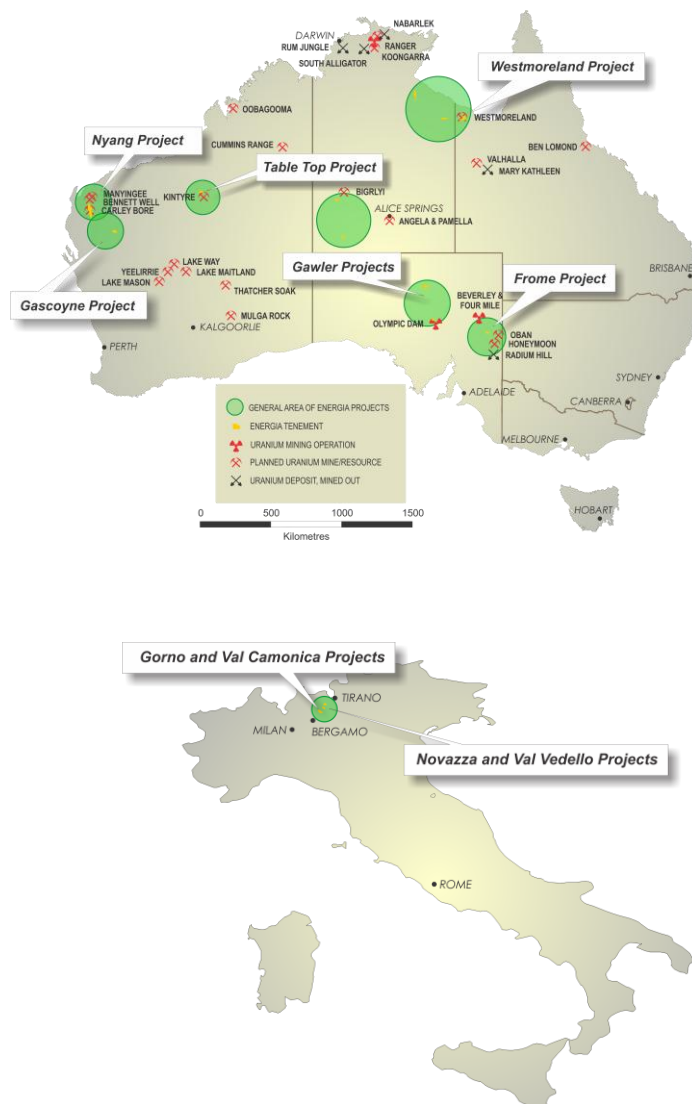 NABARLEK
DARWIN
RUM JUNGLE
RANGER
KOONGARRA
SOUTH ALLIGATOR
Westmoreland Project
OOBAGOOMA
WESTMORELAND
Nyang Project
CUMMINS RANGE
BEN LOMOND
VALHALLA
MARY KATHLEEN
Table Top Project
MANYINGEE
BENNETT WELL
CARLEY BORE
KINTYRE
BIGRLYI
ALICE SPRINGS
ANGELA & PAMELLA
LAKE WAY
YEELIRRIE
LAKE MAITLAND
LAKE MASON
THATCHER SOAK
Gawler Projects
Frome Project
BRISBANE
Gascoyne Project
BEVERLEY &
FOUR MILE
MULGA ROCK
OLYMPIC DAM
KALGOORLIE
OBAN
HONEYMOON
RADIUM HILL
PERTH
SYDNEY
ADELAIDE
CANBERRA
MELBOURNE
HOBART
GENERAL AREA OF ENERGIA PROJECTS
ENERGIA TENEMENT
URANIUM MINING OPERATION
PLANNED URANIUM MINE/RESOURCE
URANIUM DEPOSIT, MINED OUT
0 500 1000 1500
Kilometres
Gorno and Val Camonica Projects
TIRANO
MILAN
BERGAMO
Novazza and Val Vedello Projects
ROME